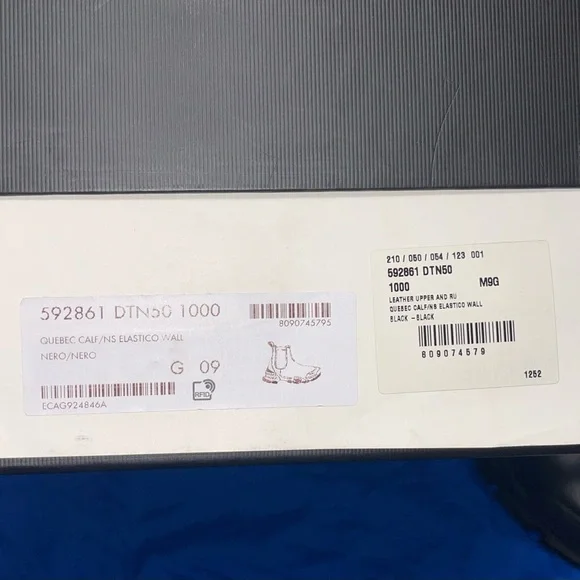 592861 DTN50 1000
8090745795
QUEBEC CALF/NS ELASTICO WALL
NERO/NERO
G 09
RFID
ECAG924846A
210 / 050 / 054 / 123 001
592861 DTN50
1000 M9G
LEATHER UPPER AND RU
QUEBEC CALF/NS ELASTICO WALL
BLACK -BLACK
809074579
1252